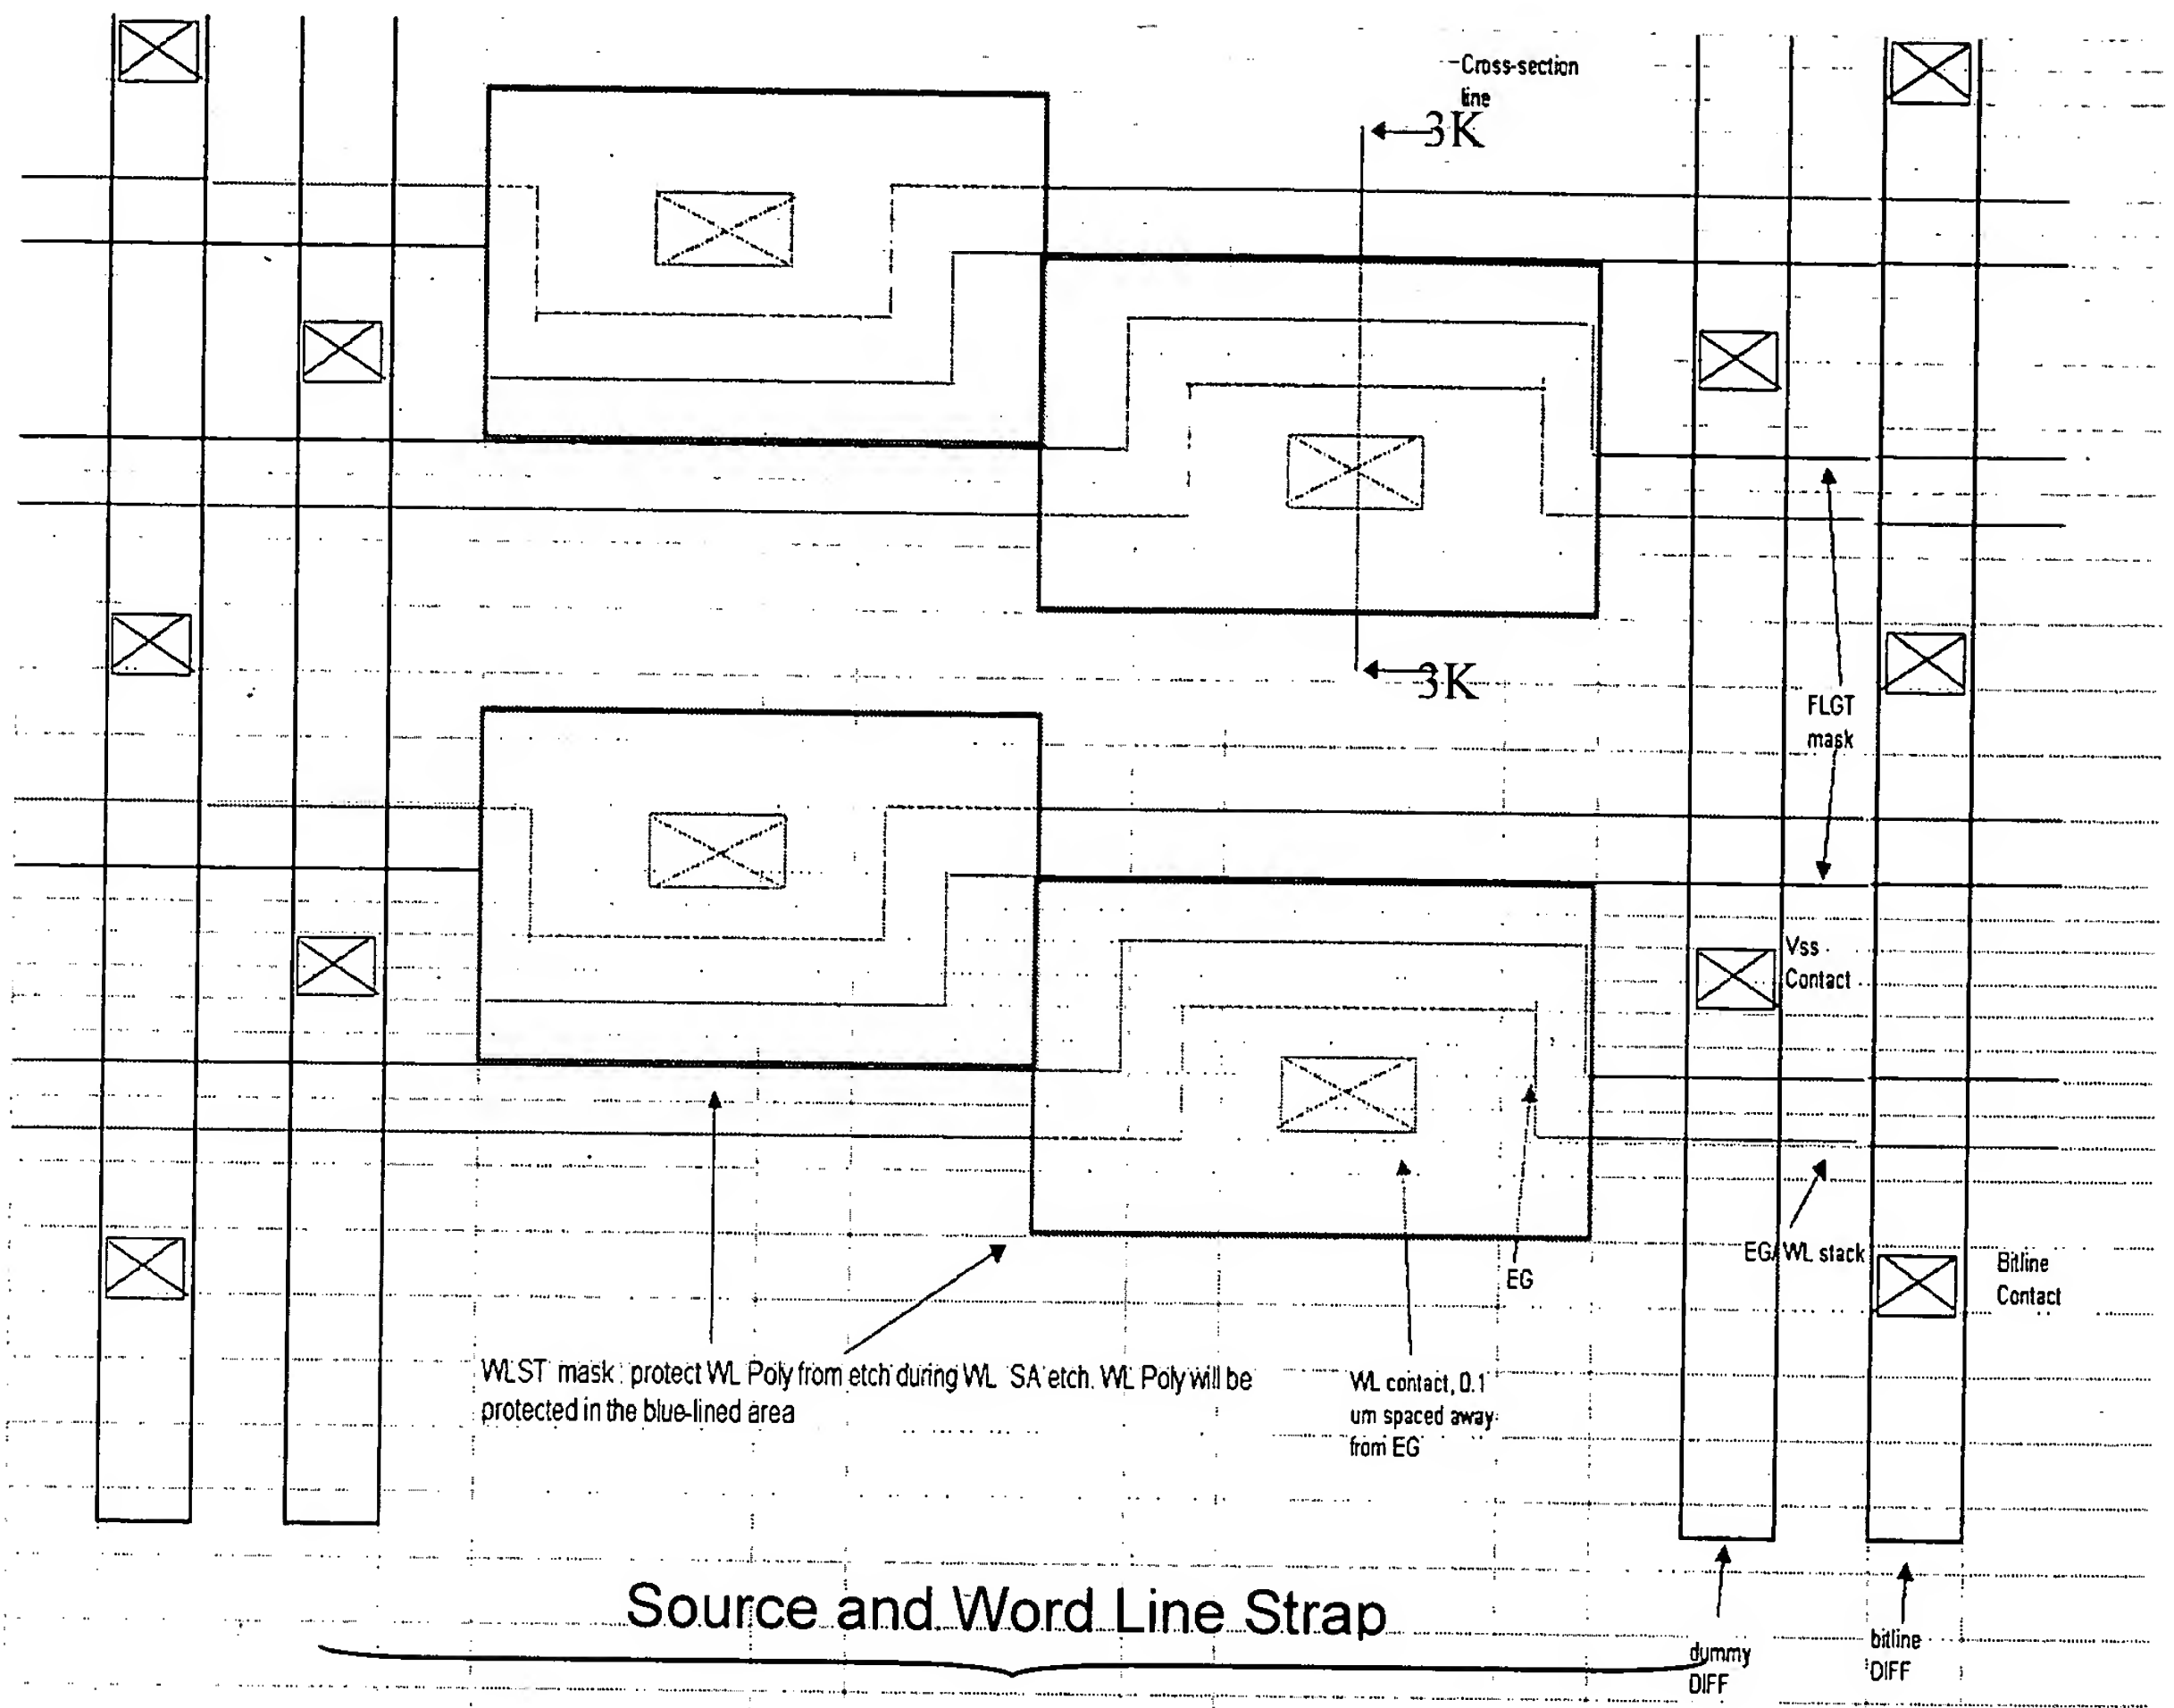 Cross-section
line
3K
3K
FLGT
mask
Vss
Contact
EG/WL stack
EG
Bitline
Contact
WLST mask : protect WL Poly from etch during WL SA etch. WL Poly will be
protected in the blue-lined area
WL contact, 0.1
um spaced away
from EG
Source and Word Line Strap
dummy
DIFF
bitline
DIFF